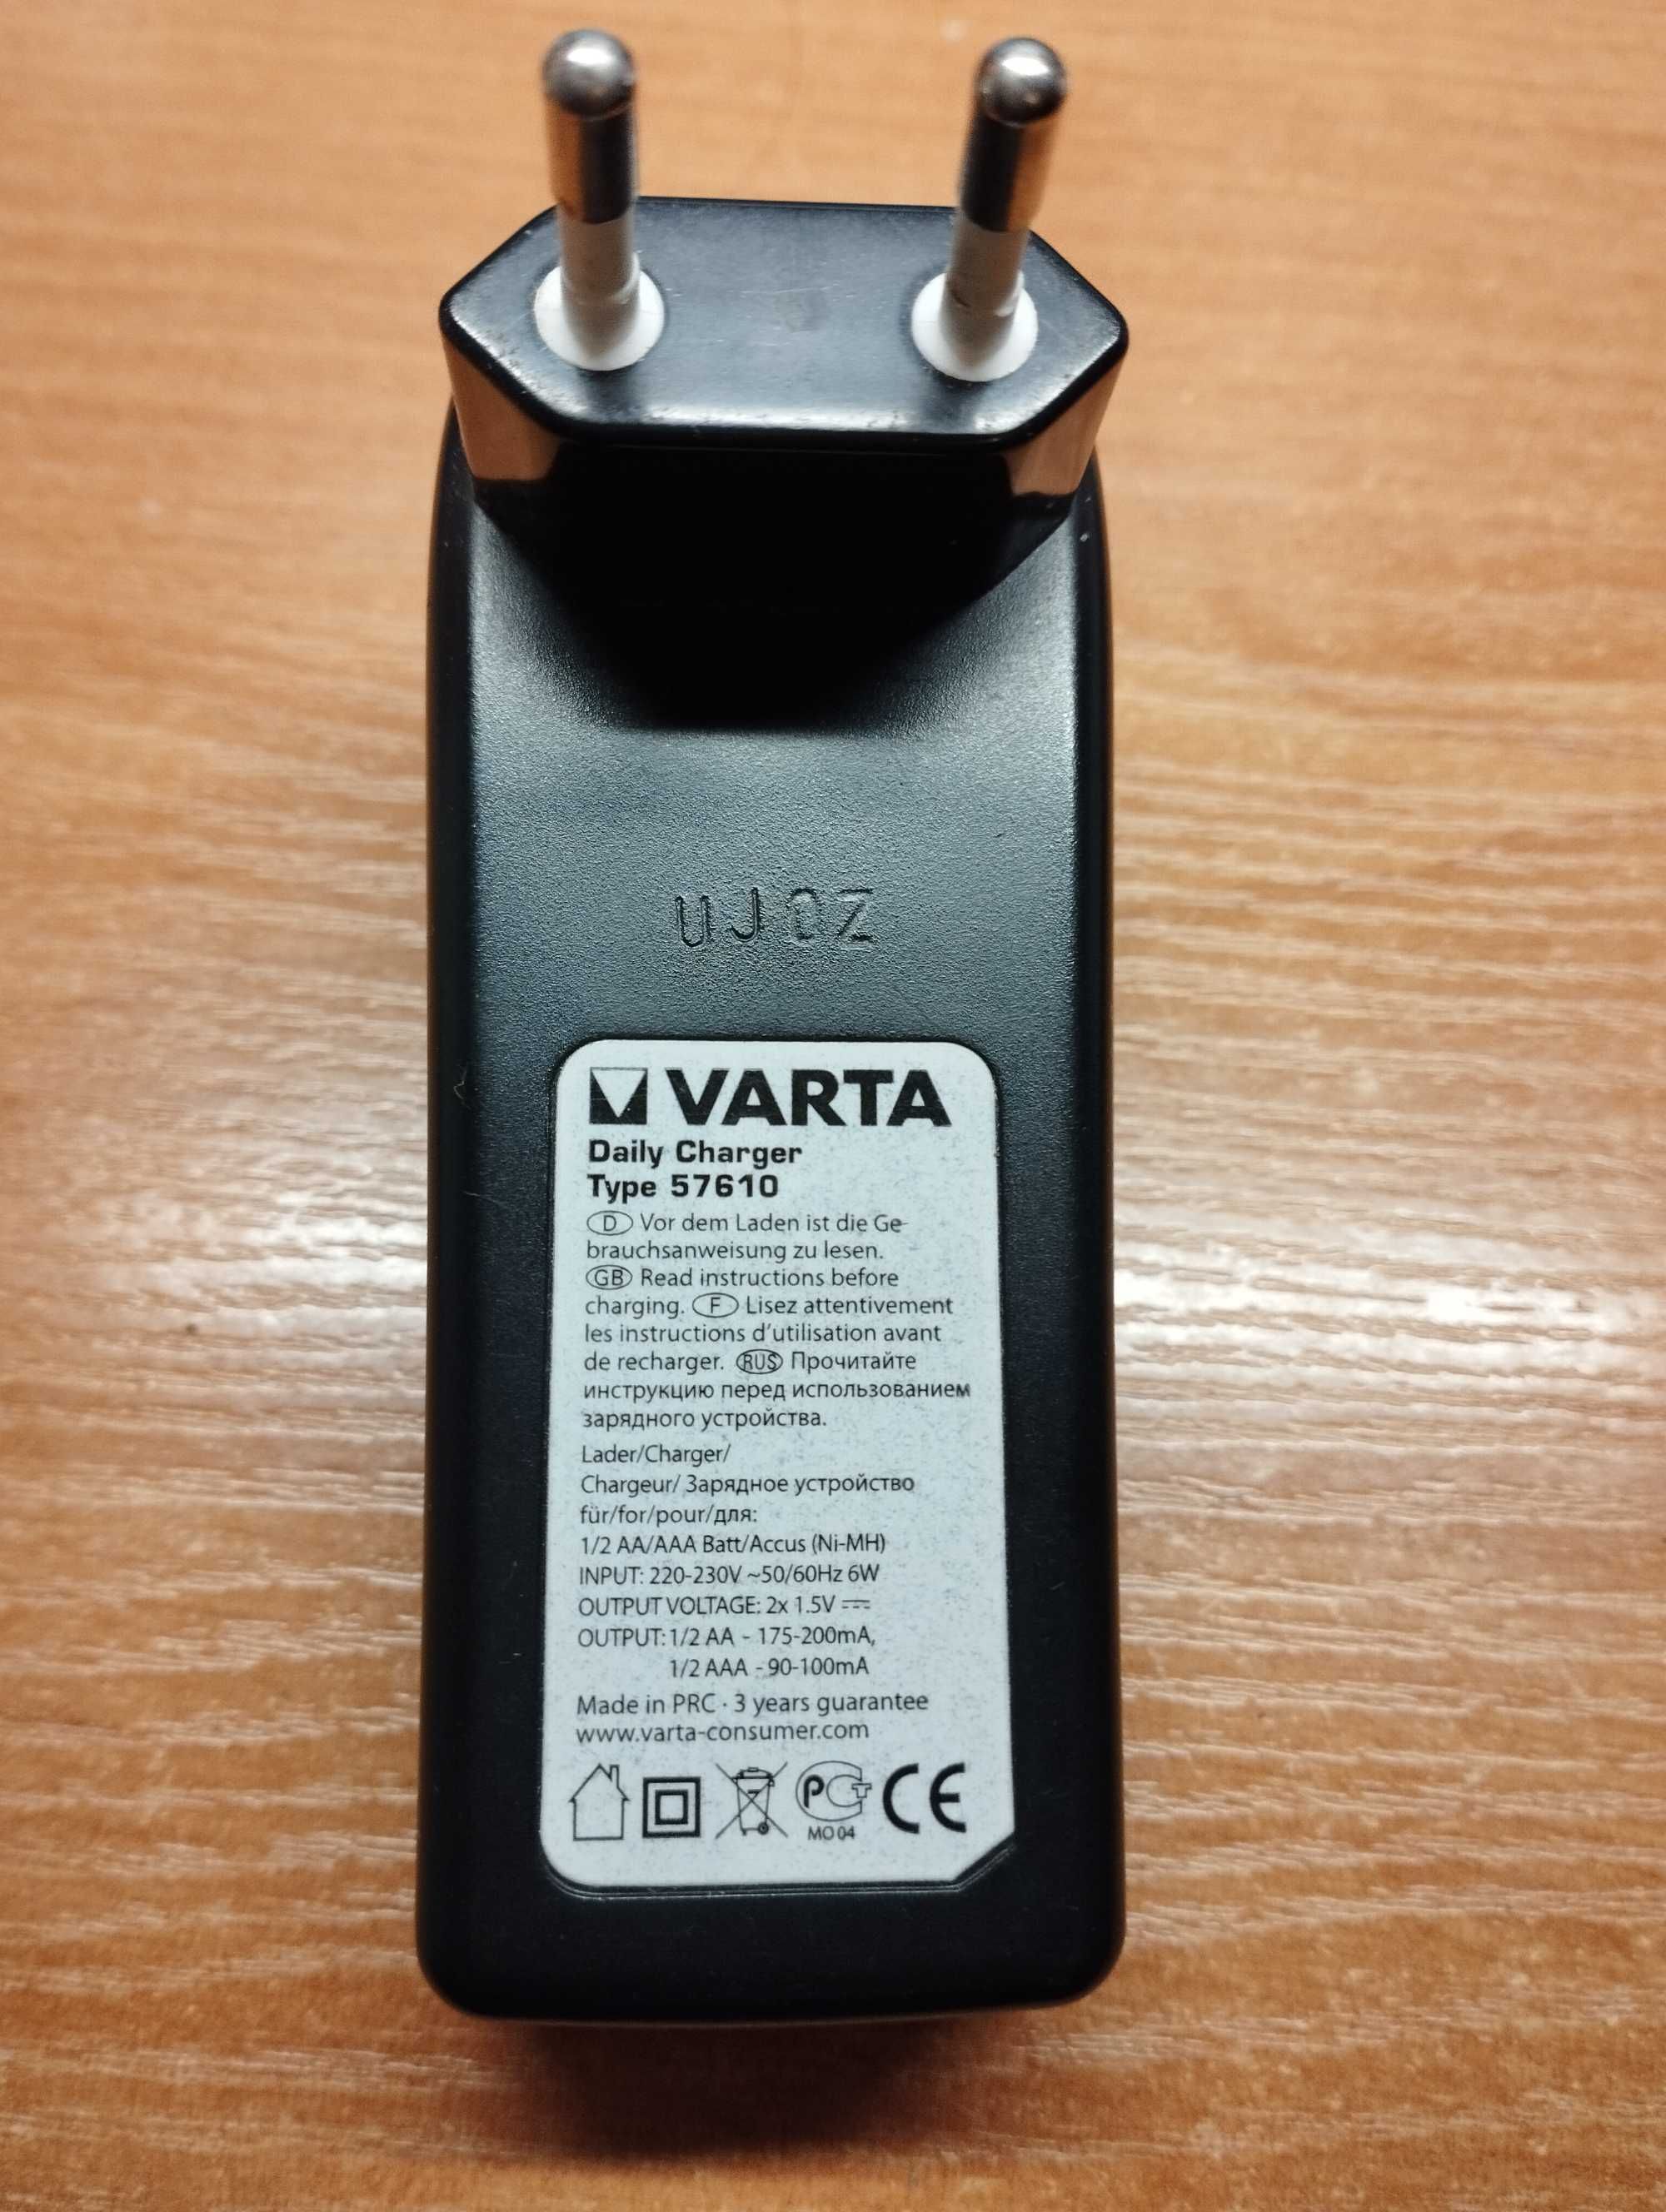 UJ0Z
VARTA
Daily Charger
Type 57610
D Vor dem Laden ist die Ge-
brauchsanweisung zu lesen.
GB Read instructions before
charging. F Lisez attentivement
les instructions d'utilisation avant
de recharger. RUS Прочитайте
инструкцию перед использованием
зарядного устройства.
Lader/Charger/
Chargeur/ Зарядное устройство
für/for/pour/для:
1/2 AA/AAA Batt/Accus (Ni-MH)
INPUT: 220-230V ~50/60Hz 6W
OUTPUT VOLTAGE: 2x 1.5V ⎓
OUTPUT: 1/2 AA - 175-200mA,
1/2 AAA - 90-100mA
Made in PRC · 3 years guarantee
www.varta-consumer.com
РСТ CE
MO 04